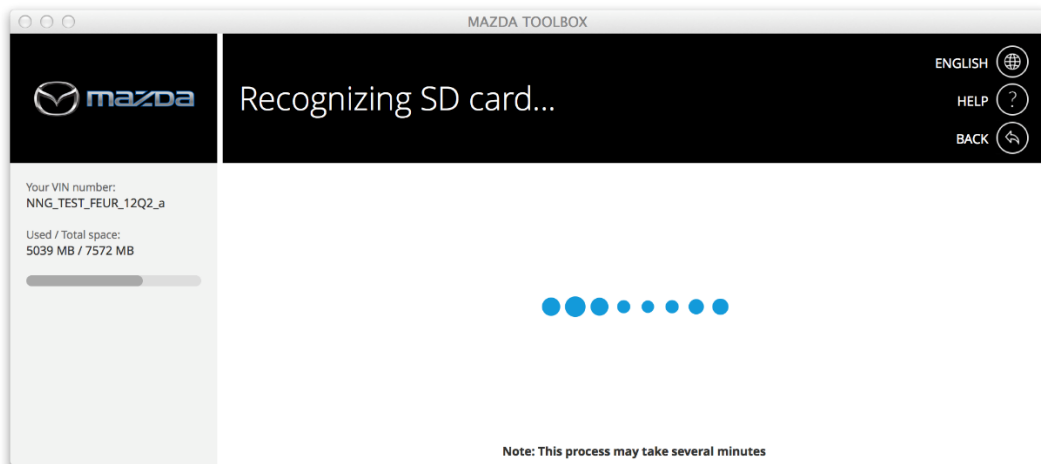 MAZDA TOOLBOX
mazda
Recognizing SD card...
ENGLISH
HELP ?
BACK
Your VIN number:
NNG_TEST_FEUR_12Q2_a
Used / Total space:
5039 MB / 7572 MB
Note: This process may take several minutes